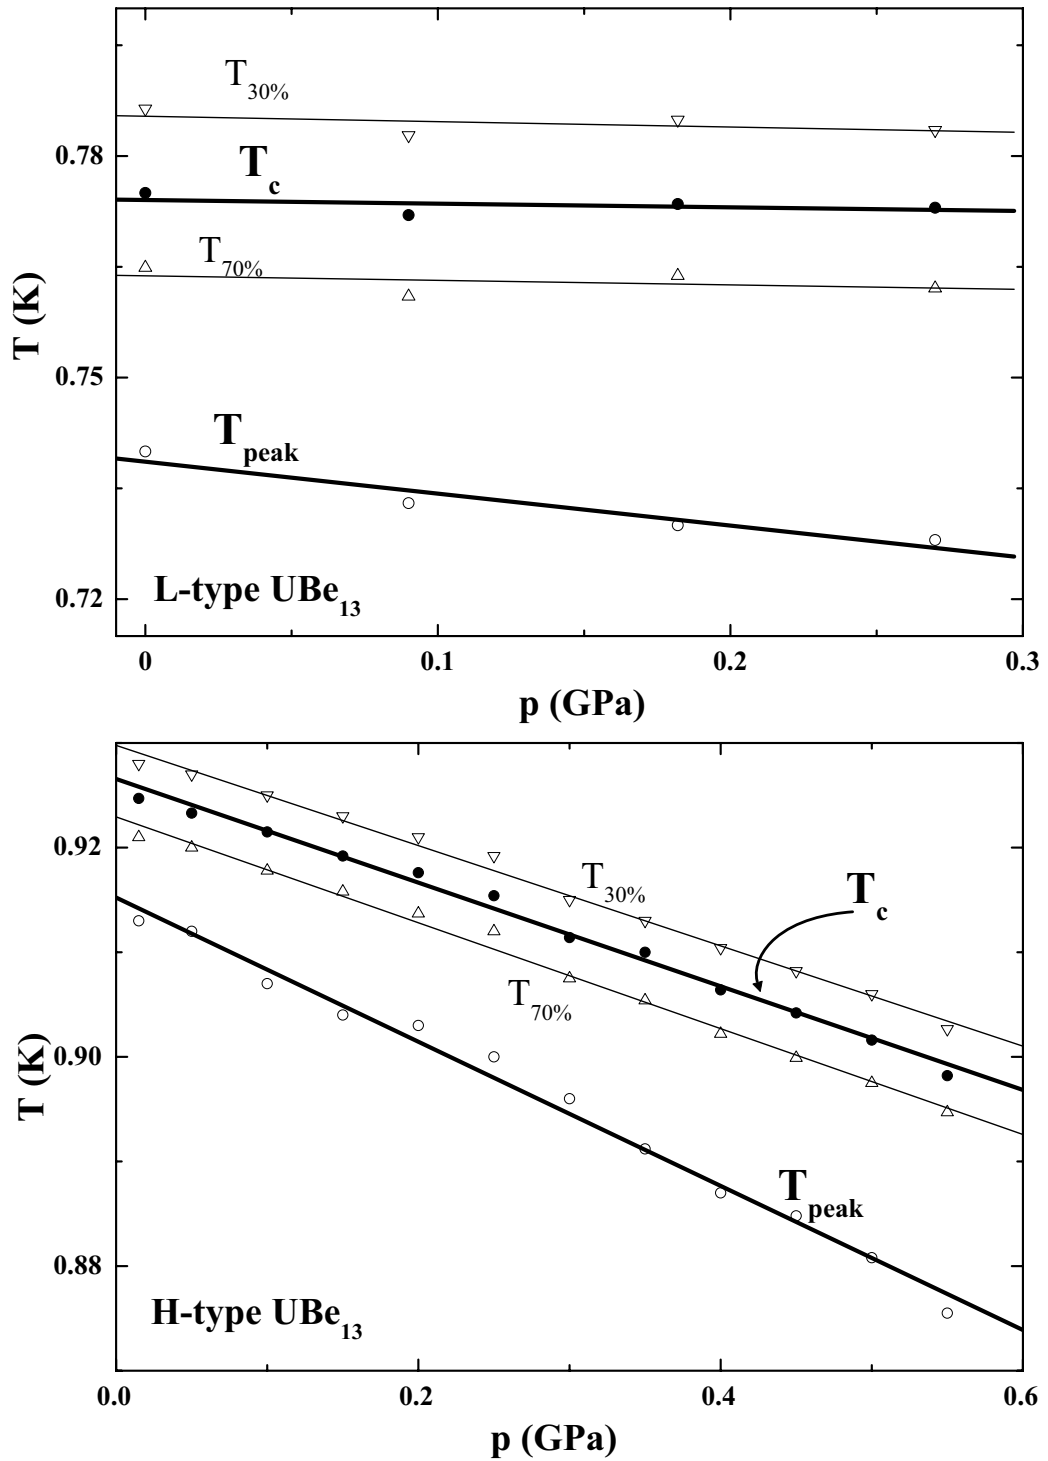 T30%
0.78
Tc
T70%
T (K)
0.75
Tpeak
0.72
L-type UBe13
0
0.1
0.2
0.3
p (GPa)
0.92
T30%
Tc
T70%
T (K)
0.90
Tpeak
0.88
H-type UBe13
0.0
0.2
0.4
0.6
p (GPa)